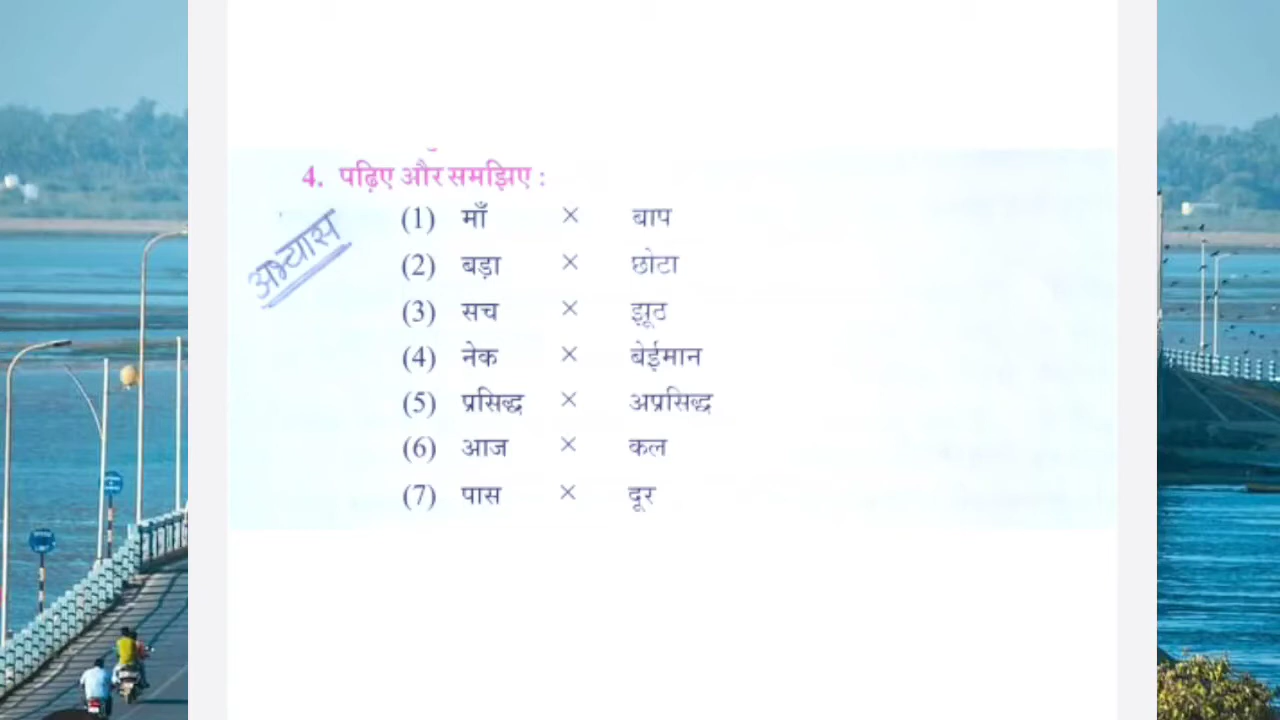 4. पढ़िए और समझिए :
अभ्यास
(1) माँ × बाप
(2) बड़ा × छोटा
(3) सच × झूठ
(4) नेक × बेईमान
(5) प्रसिद्ध × अप्रसिद्ध
(6) आज × कल
(7) पास × दूर